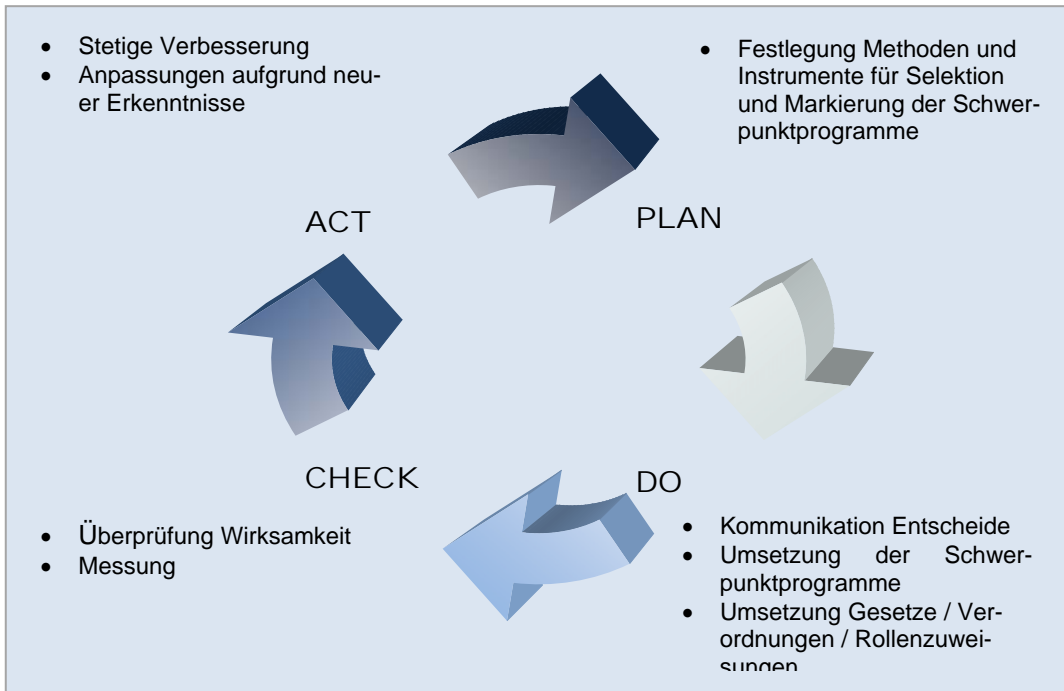 • Stetige Verbesserung
• Anpassungen aufgrund neu-
er Erkenntnisse
• Festlegung Methoden und
Instrumente für Selektion
und Markierung der Schwer-
punktprogramme
ACT
PLAN
CHECK
DO
• Überprüfung Wirksamkeit
• Messung
• Kommunikation Entscheide
• Umsetzung der Schwer-
punktprogramme
• Umsetzung Gesetze / Ver-
ordnungen / Rollenzuwei-
sungen